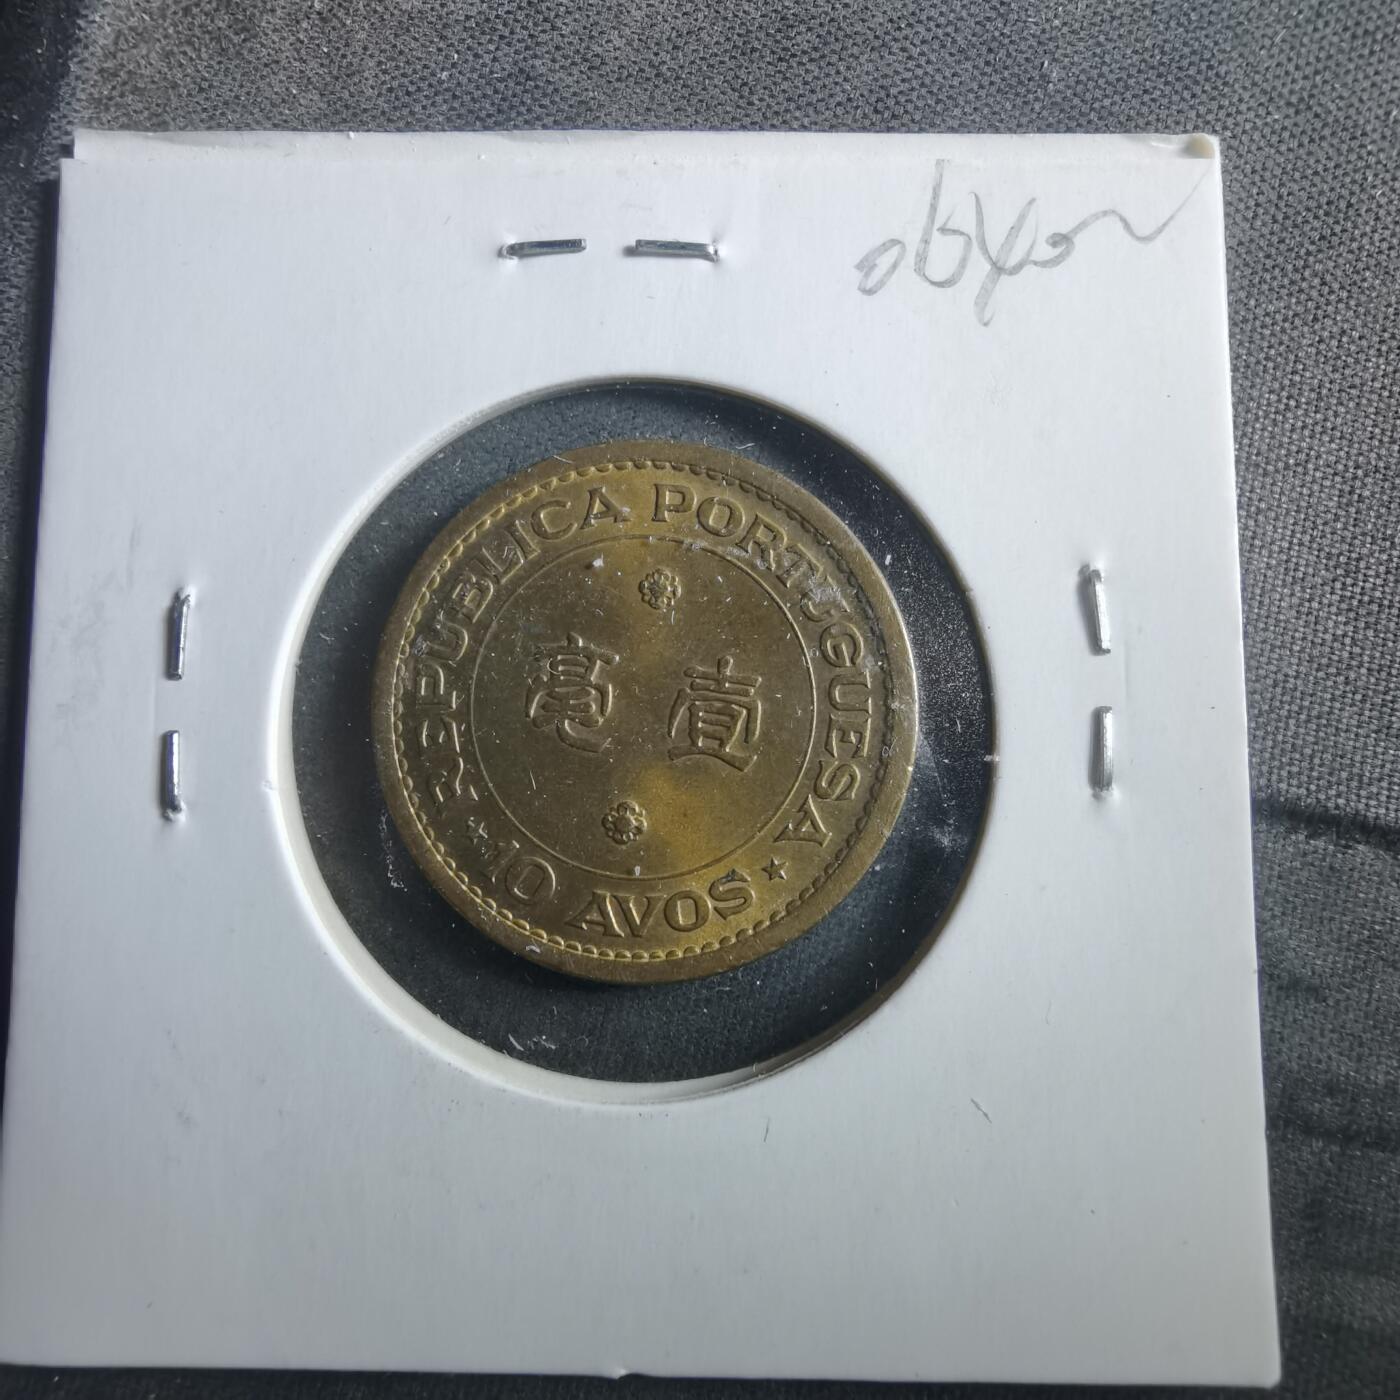 REPUBLICA PORTUGUESA
毫 壹
10 AVOS